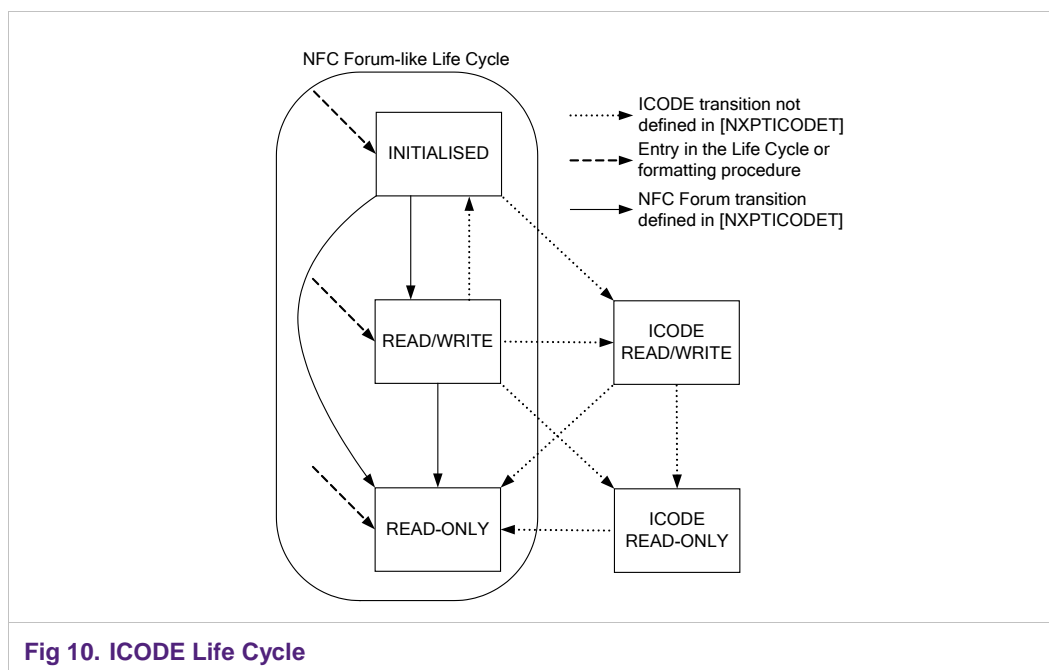 NFC Forum-like Life Cycle
INITIALISED
READ/WRITE
READ-ONLY
ICODE
READ/WRITE
ICODE
READ-ONLY
ICODE transition not
defined in [NXPTICODET]
Entry in the Life Cycle or
formatting procedure
NFC Forum transition
defined in [NXPTICODET]
Fig 10. ICODE Life Cycle